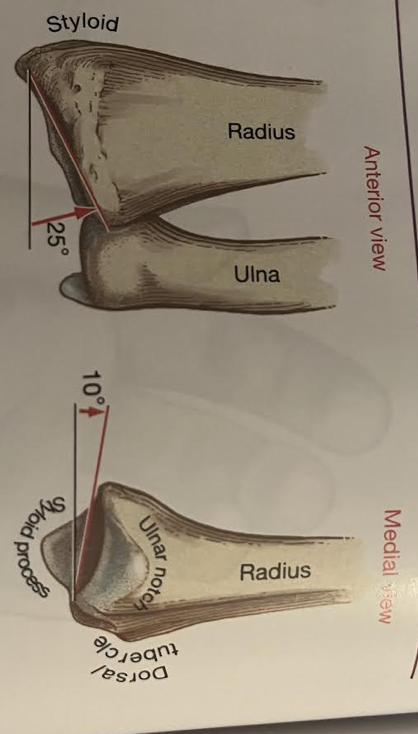 Styloid
Radius
Anterior view
25°
Ulna
10°
Medial view
Styloid process
Ulnar notch
Radius
Dorsal
tubercle